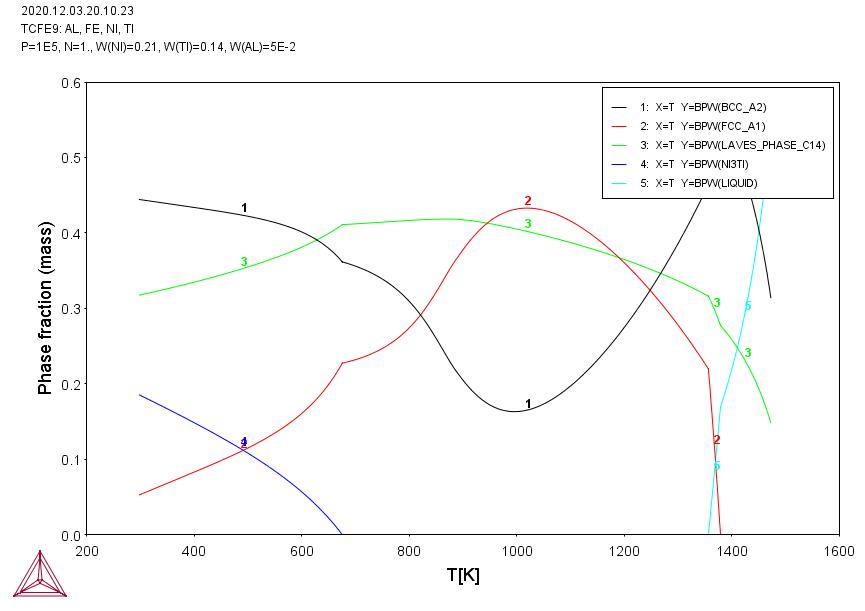 2020.12.03.20.10.23
TCFE9: AL, FE, NI, TI
P=1E5, N=1., W(NI)=0.21, W(TI)=0.14, W(AL)=5E-2
1: X=T Y=BPW(BCC_A2)
2: X=T Y=BPW(FCC_A1)
3: X=T Y=BPW(LAVES_PHASE_C14)
4: X=T Y=BPW(NI3TI)
5: X=T Y=BPW(LIQUID)
Phase fraction (mass)
0.6
0.5
0.4
0.3
0.2
0.1
0.0
1
3
4
2
2
3
1
3
5
3
2
5
200 400 600 800 1000 1200 1400 1600
T[K]